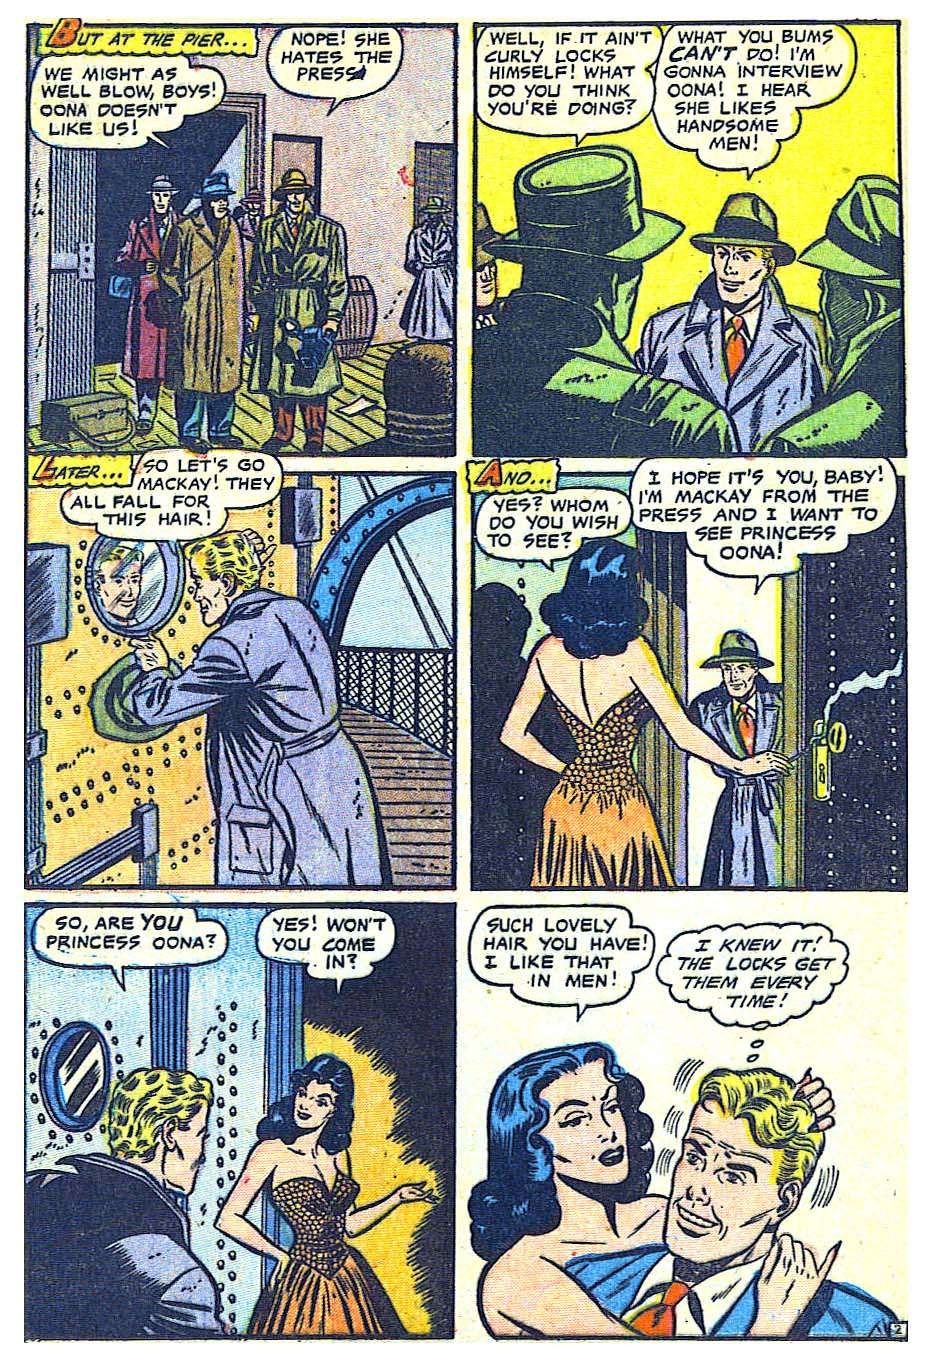 BUT AT THE PIER...
WE MIGHT AS
WELL BLOW, BOYS!
OONA DOESN'T
LIKE US!
NOPE! SHE
HATES THE
PRESS!
WELL, IF IT AIN'T
CURLY LOCKS
HIMSELF! WHAT
DO YOU THINK
YOU'RE DOING?
WHAT YOU BUMS
CAN'T DO! I'M
GONNA INTERVIEW
OONA! I HEAR
SHE LIKES
HANDSOME
MEN!
LATER...
SO LET'S GO
MACKAY! THEY
ALL FALL FOR
THIS HAIR!
AND...
YES? WHOM
DO YOU WISH
TO SEE?
I HOPE IT'S YOU, BABY!
I'M MACKAY FROM THE
PRESS AND I WANT TO
SEE PRINCESS
OONA!
SO, ARE YOU
PRINCESS OONA?
YES! WON'T
YOU COME
IN?
SUCH LOVELY
HAIR YOU HAVE!
I LIKE THAT
IN MEN!
I KNEW IT!
THE LOCKS GET
THEM EVERY
TIME!
2